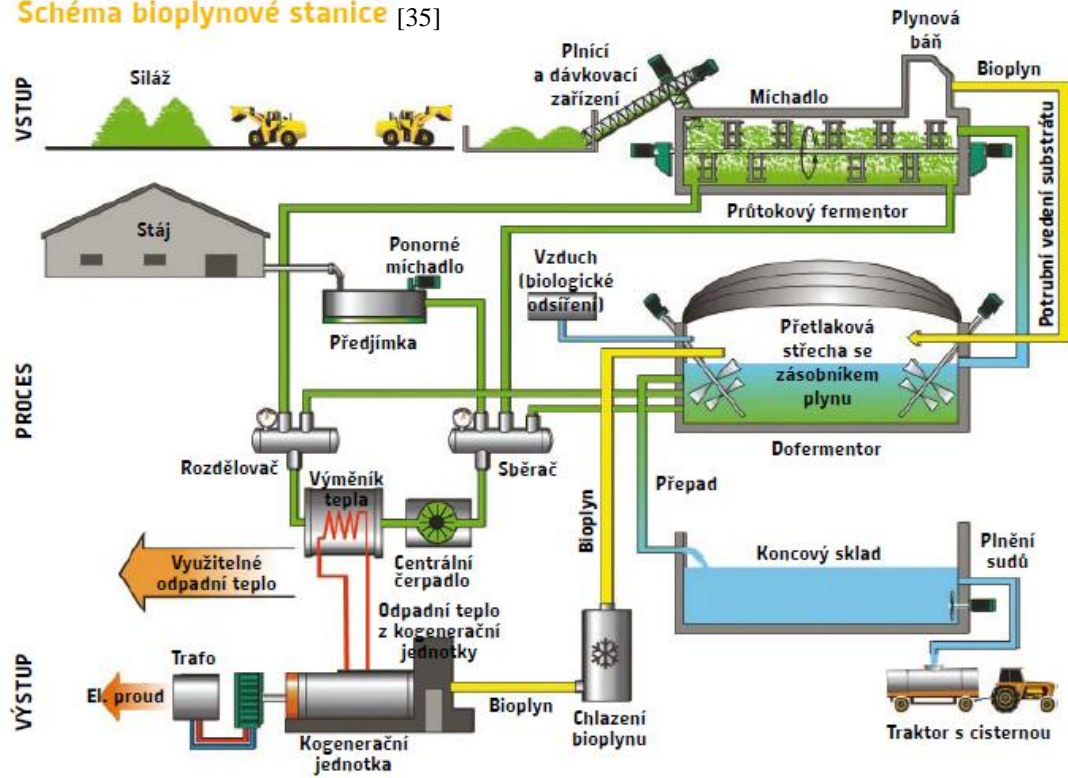 Schéma bioplynové stanice [35]
VSTUP
Siláž
Plnící
a dávkovací
zařízení
Míchadlo
Plynová
báň
Bioplyn
Průtokový fermentor
Potrubní vedení substrátu
PROCES
Stáj
Ponorné
míchadlo
Předjímka
Vzduch
(biologické
odsíření)
Přetlaková
střecha se
zásobníkem
plynu
Dofermentor
Rozdělovač
Sběrač
Výměník
tepla
Centrální
čerpadlo
Přepad
Bioplyn
Koncový sklad
Plnění
sudů
Využitelné
odpadní teplo
Odpadní teplo
z kogenerační
jednotky
VÝSTUP
Trafo
El. proud
Kogenerační
jednotka
Bioplyn
Chlazení
bioplynu
Traktor s cisternou